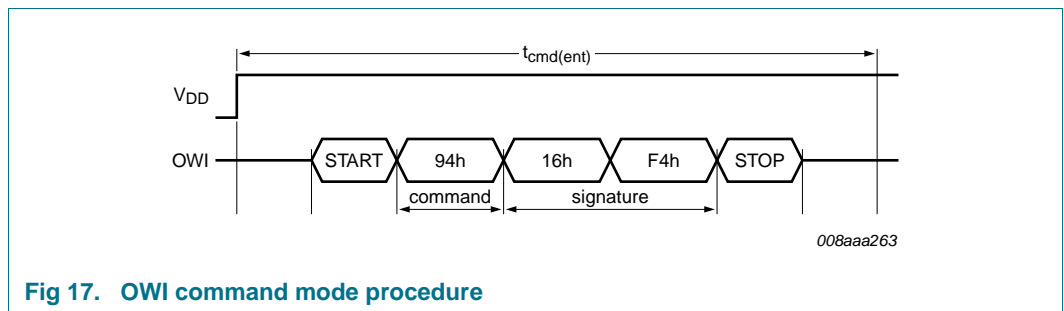 tcmd(ent)
VDD
OWI START 94h 16h F4h STOP
command signature
008aaa263
Fig 17. OWI command mode procedure